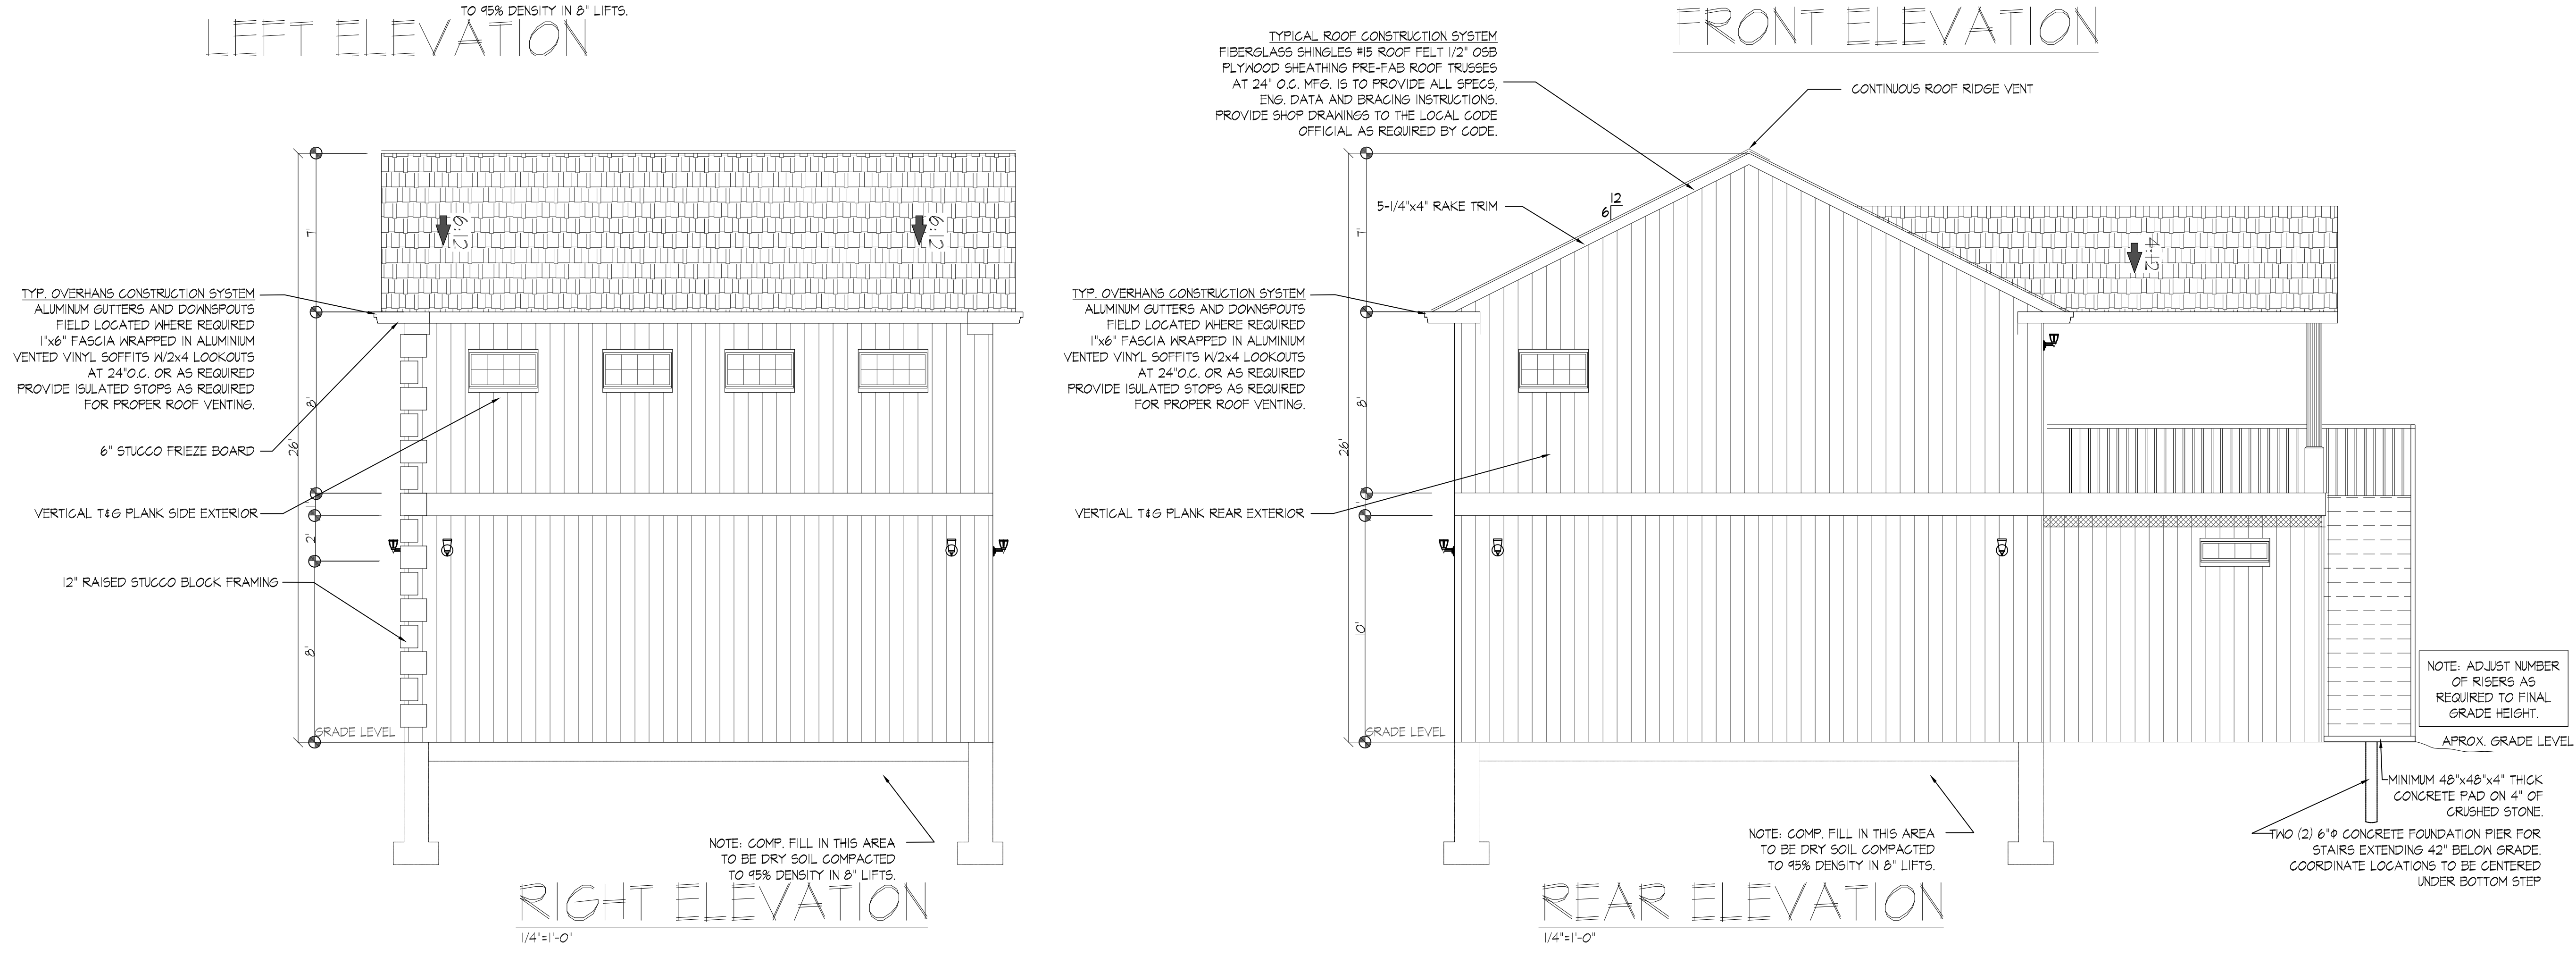 TO 95% DENSITY IN 8" LIFTS.
LEFT ELEVATION
FRONT ELEVATION
TYP. OVERHANS CONSTRUCTION SYSTEM
ALUMINUM GUTTERS AND DOWNSPOUTS
FIELD LOCATED WHERE REQUIRED
1"x6" FASCIA WRAPPED IN ALUMINIUM
VENTED VINYL SOFFITS W/2x4 LOOKOUTS
AT 24"O.C. OR AS REQUIRED
PROVIDE ISULATED STOPS AS REQUIRED
FOR PROPER ROOF VENTING.
6" STUCCO FRIEZE BOARD
VERTICAL T&G PLANK SIDE EXTERIOR
12" RAISED STUCCO BLOCK FRAMING
26'
7'
8'
1'
2'
8'
GRADE LEVEL
6:12
6:12
NOTE: COMP. FILL IN THIS AREA
TO BE DRY SOIL COMPACTED
TO 95% DENSITY IN 8" LIFTS.
RIGHT ELEVATION
1/4"=1'-0"
TYPICAL ROOF CONSTRUCTION SYSTEM
FIBERGLASS SHINGLES #15 ROOF FELT 1/2" OSB
PLYWOOD SHEATHING PRE-FAB ROOF TRUSSES
AT 24" O.C. MFG. IS TO PROVIDE ALL SPECS,
ENG. DATA AND BRACING INSTRUCTIONS.
PROVIDE SHOP DRAWINGS TO THE LOCAL CODE
OFFICIAL AS REQUIRED BY CODE.
CONTINUOUS ROOF RIDGE VENT
5-1/4"x4" RAKE TRIM
12
6
4:12
TYP. OVERHANS CONSTRUCTION SYSTEM
ALUMINUM GUTTERS AND DOWNSPOUTS
FIELD LOCATED WHERE REQUIRED
1"x6" FASCIA WRAPPED IN ALUMINIUM
VENTED VINYL SOFFITS W/2x4 LOOKOUTS
AT 24"O.C. OR AS REQUIRED
PROVIDE ISULATED STOPS AS REQUIRED
FOR PROPER ROOF VENTING.
VERTICAL T&G PLANK REAR EXTERIOR
26'
7'
8'
1'
10'
GRADE LEVEL
NOTE: ADJUST NUMBER
OF RISERS AS
REQUIRED TO FINAL
GRADE HEIGHT.
APROX. GRADE LEVEL
MINIMUM 48"x48"x4" THICK
CONCRETE PAD ON 4" OF
CRUSHED STONE.
TWO (2) 6"¢ CONCRETE FOUNDATION PIER FOR
STAIRS EXTENDING 42" BELOW GRADE.
COORDINATE LOCATIONS TO BE CENTERED
UNDER BOTTOM STEP
NOTE: COMP. FILL IN THIS AREA
TO BE DRY SOIL COMPACTED
TO 95% DENSITY IN 8" LIFTS.
REAR ELEVATION
1/4"=1'-0"